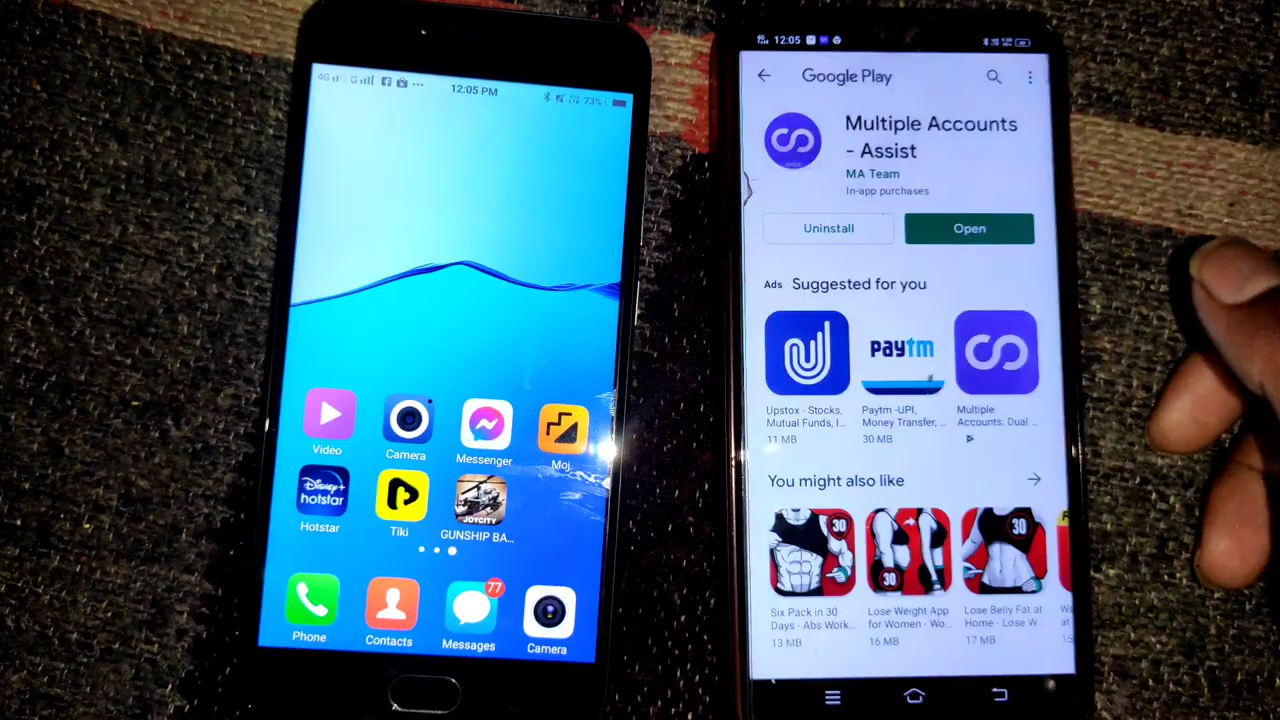 4G G
12:05 PM
73%
Video
Camera
Messenger
Moj
Disney+
hotstar
Hotstar
Tiki
JOYCITY
GUNSHIP BA...
77
Phone
Contacts
Messages
Camera
4G 12:05
Google Play
Multiple Accounts
- Assist
MA Team
In-app purchases
Uninstall
Open
Ads Suggested for you
paytm
Upstox - Stocks,
Mutual Funds, I...
11 MB
Paytm -UPI,
Money Transfer, ...
30 MB
Multiple
Accounts: Dual ...
You might also like
30
30
30
Six Pack in 30
Days - Abs Work...
13 MB
Lose Weight App
for Women - Wo...
16 MB
Lose Belly Fat at
Home - Lose W...
17 MB